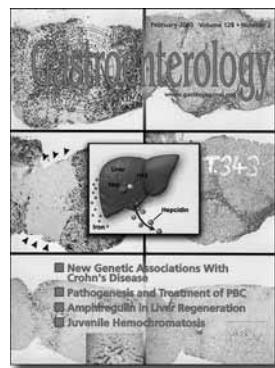 February 2005 Volume 128 • Number 2
Gastroenterology
www.gastrojournal.org
T.343
Liver
Hepcidin
Iron
New Genetic Associations With
Crohn's Disease
Pathogenesis and Treatment of PBC
Amphiregulin in Liver Regeneration
Juvenile Hemochromatosis